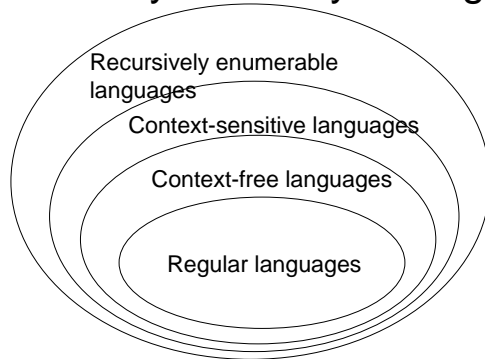 Recursively enumerable
languages
Context-sensitive languages
Context-free languages
Regular languages